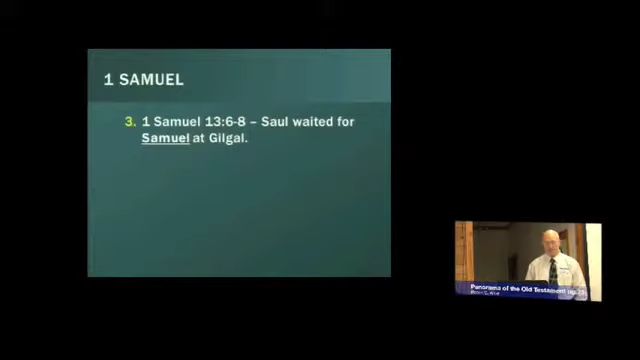 1 SAMUEL
3. 1 Samuel 13:6-8 – Saul waited for
Samuel at Gilgal.
Panorama of the Old Testament